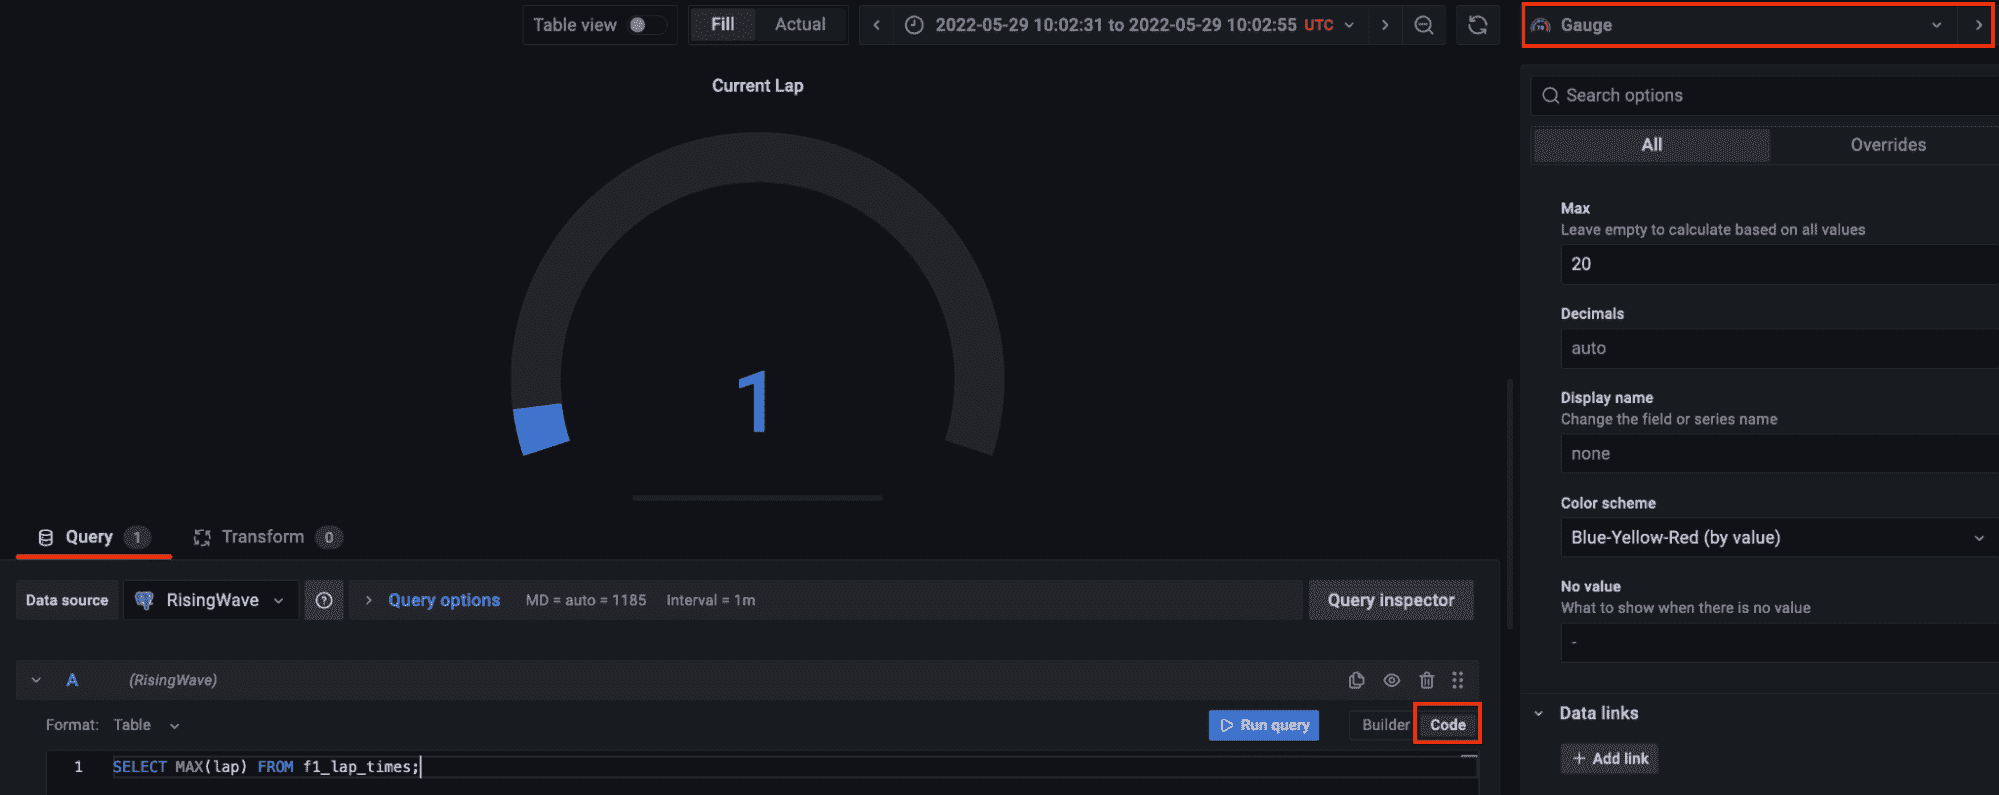 Table view
Fill
Actual
2022-05-29 10:02:31 to 2022-05-29 10:02:55 UTC
Gauge
Current Lap
1
Search options
All
Overrides
Max
Leave empty to calculate based on all values
20
Decimals
auto
Display name
Change the field or series name
none
Color scheme
Blue-Yellow-Red (by value)
No value
What to show when there is no value
-
Data links
+ Add link
Query 1
Transform 0
Data source
RisingWave
Query options
MD = auto = 1185
Interval = 1m
Query inspector
A
(RisingWave)
Format: Table
Run query
Builder
Code
1 SELECT MAX(lap) FROM f1_lap_times;